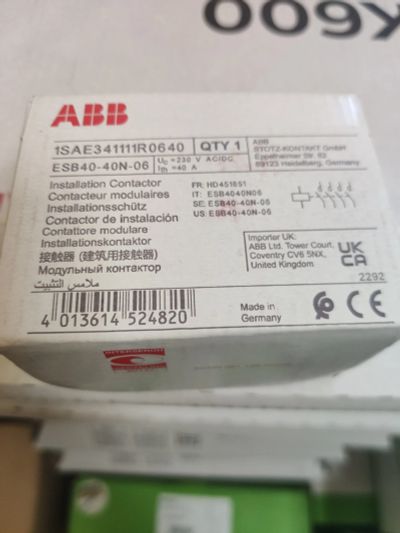 ABB
1SAE341111R0640
QTY 1
ABB
STOTZ-KONTAKT GmbH
Eppelheimer Str. 82
69123 Heidelberg, Germany
ESB40-40N-06
Uc =230 V AC/DC
Ith =40 A
Installation Contactor
Contacteur modulaires
Installationsschütz
Contactor de instalación
Contattore modulare
Installationskontaktor
接触器 (建筑用接触器)
Модульный контактор
ملامس التثبيت
FR: HD451651
IT: ESB4040N06
SE: ESB40-40N-06
US: ESB40-40N-06
Importer UK:
ABB Ltd. Tower Court,
Coventry CV6 5NX,
United Kingdom
UK
CA
2292
4 013614 524820
Made in
Germany
CE
INTERSEROH